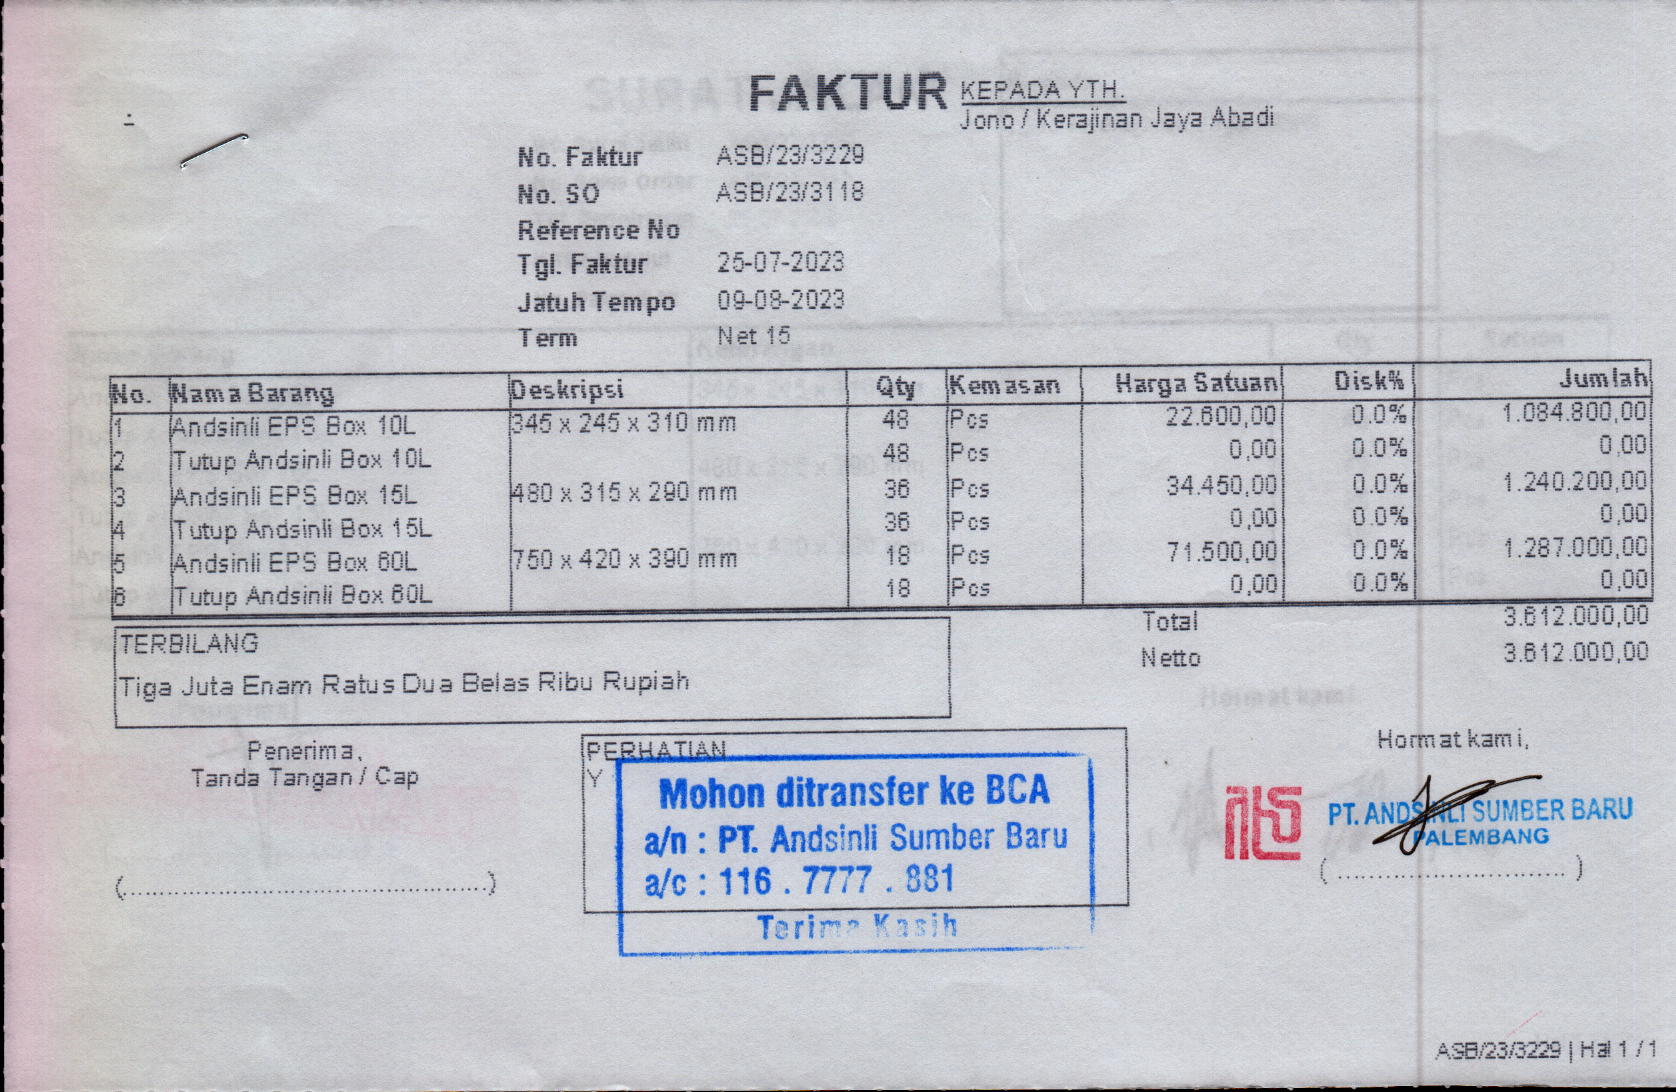 FAKTUR
KEPADA YTH.
Jono / Kerajinan Jaya Abadi
No. Faktur ASB/23/3229
No. SO ASB/23/3118
Reference No
Tgl. Faktur 25-07-2023
Jatuh Tempo 09-08-2023
Term Net 15
No. Nama Barang Deskripsi Qty Kemasan Harga Satuan Disk% Jumlah
1 Andsinli EPS Box 10L 345 x 245 x 310 mm 48 Pcs 22.600,00 0.0% 1.084.800,00
2 Tutup Andsinli Box 10L 48 Pcs 0,00 0.0% 0,00
3 Andsinli EPS Box 15L 480 x 315 x 290 mm 36 Pcs 34.450,00 0.0% 1.240.200,00
4 Tutup Andsinli Box 15L 36 Pcs 0,00 0.0% 0,00
5 Andsinli EPS Box 60L 750 x 420 x 390 mm 18 Pcs 71.500,00 0.0% 1.287.000,00
6 Tutup Andsinli Box 60L 18 Pcs 0,00 0.0% 0,00
Total 3.612.000,00
Netto 3.612.000,00
TERBILANG
Tiga Juta Enam Ratus Dua Belas Ribu Rupiah
Penerima,
Tanda Tangan / Cap
(..................................................)
PERHATIAN
Y
Mohon ditransfer ke BCA
a/n : PT. Andsinli Sumber Baru
a/c : 116 . 7777 . 881
Terima Kasih
Hormat kami,
PT. ANDSINLI SUMBER BARU
PALEMBANG
(..............................)
ASB/23/3229 | Hal 1 / 1